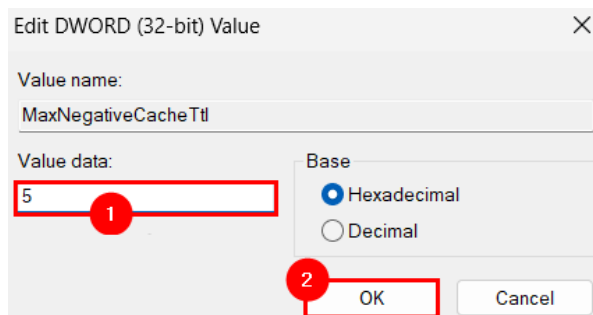 Edit DWORD (32-bit) Value
Value name:
MaxNegativeCacheTtl
Value data:
5
1
Base
Hexadecimal
Decimal
2
OK
Cancel